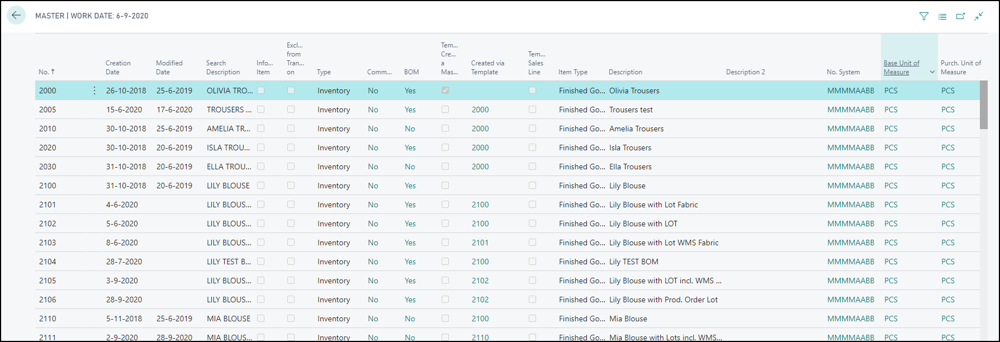 MASTER | WORK DATE: 6-9-2020
No. ↑ Creation Date Modified Date Search Description Info... Item Excl... from Tran... on Type Comm... BOM Tem... Cre... a Mas... Created via Template Tem... Sales Line Item Type Description Description 2 No. System Base Unit of Measure Purch. Unit of Measure
2000 26-10-2018 25-6-2019 OLIVIA TRO... Inventory No Yes Finished Go... Olivia Trousers MMMMAABB PCS PCS
2005 15-6-2020 17-6-2020 TROUSERS ... Inventory No Yes 2000 Finished Go... Trousers test MMMMAABB PCS PCS
2010 30-10-2018 25-6-2019 AMELIA TR... Inventory No No 2000 Finished Go... Amelia Trousers MMMMAABB PCS PCS
2020 30-10-2018 20-6-2019 ISLA TROU... Inventory No Yes 2000 Finished Go... Isla Trousers MMMMAABB PCS PCS
2030 31-10-2018 20-6-2019 ELLA TROU... Inventory No No 2000 Finished Go... Ella Trousers MMMMAABB PCS PCS
2100 31-10-2018 20-6-2019 LILY BLOUSE Inventory No Yes Finished Go... Lily Blouse MMMMAABB PCS PCS
2101 4-6-2020 LILY BLOUS... Inventory No Yes 2100 Finished Go... Lily Blouse with Lot Fabric MMMMAABB PCS PCS
2102 5-6-2020 LILY BLOUS... Inventory No Yes 2100 Finished Go... Lily Blouse with LOT MMMMAABB PCS PCS
2103 8-6-2020 LILY BLOUS... Inventory No Yes 2101 Finished Go... Lily Blouse with Lot WMS Fabric MMMMAABB PCS PCS
2104 28-7-2020 LILY TEST B... Inventory No Yes 2100 Finished Go... Lily TEST BOM MMMMAABB PCS PCS
2105 3-9-2020 LILY BLOUS... Inventory No Yes 2102 Finished Go... Lily Blouse with LOT incl. WMS ... MMMMAABB PCS PCS
2106 28-9-2020 LILY BLOUS... Inventory No Yes 2102 Finished Go... Lily Blouse with Prod. Order Lot MMMMAABB PCS PCS
2110 5-11-2018 25-6-2019 MIA BLOUSE Inventory No No 2100 Finished Go... Mia Blouse MMMMAABB PCS PCS
2111 2-9-2020 28-9-2020 MIA BLOUS... Inventory No No 2110 Finished Go... Mia Blouse with Lots incl. WMS... MMMMAABB PCS PCS